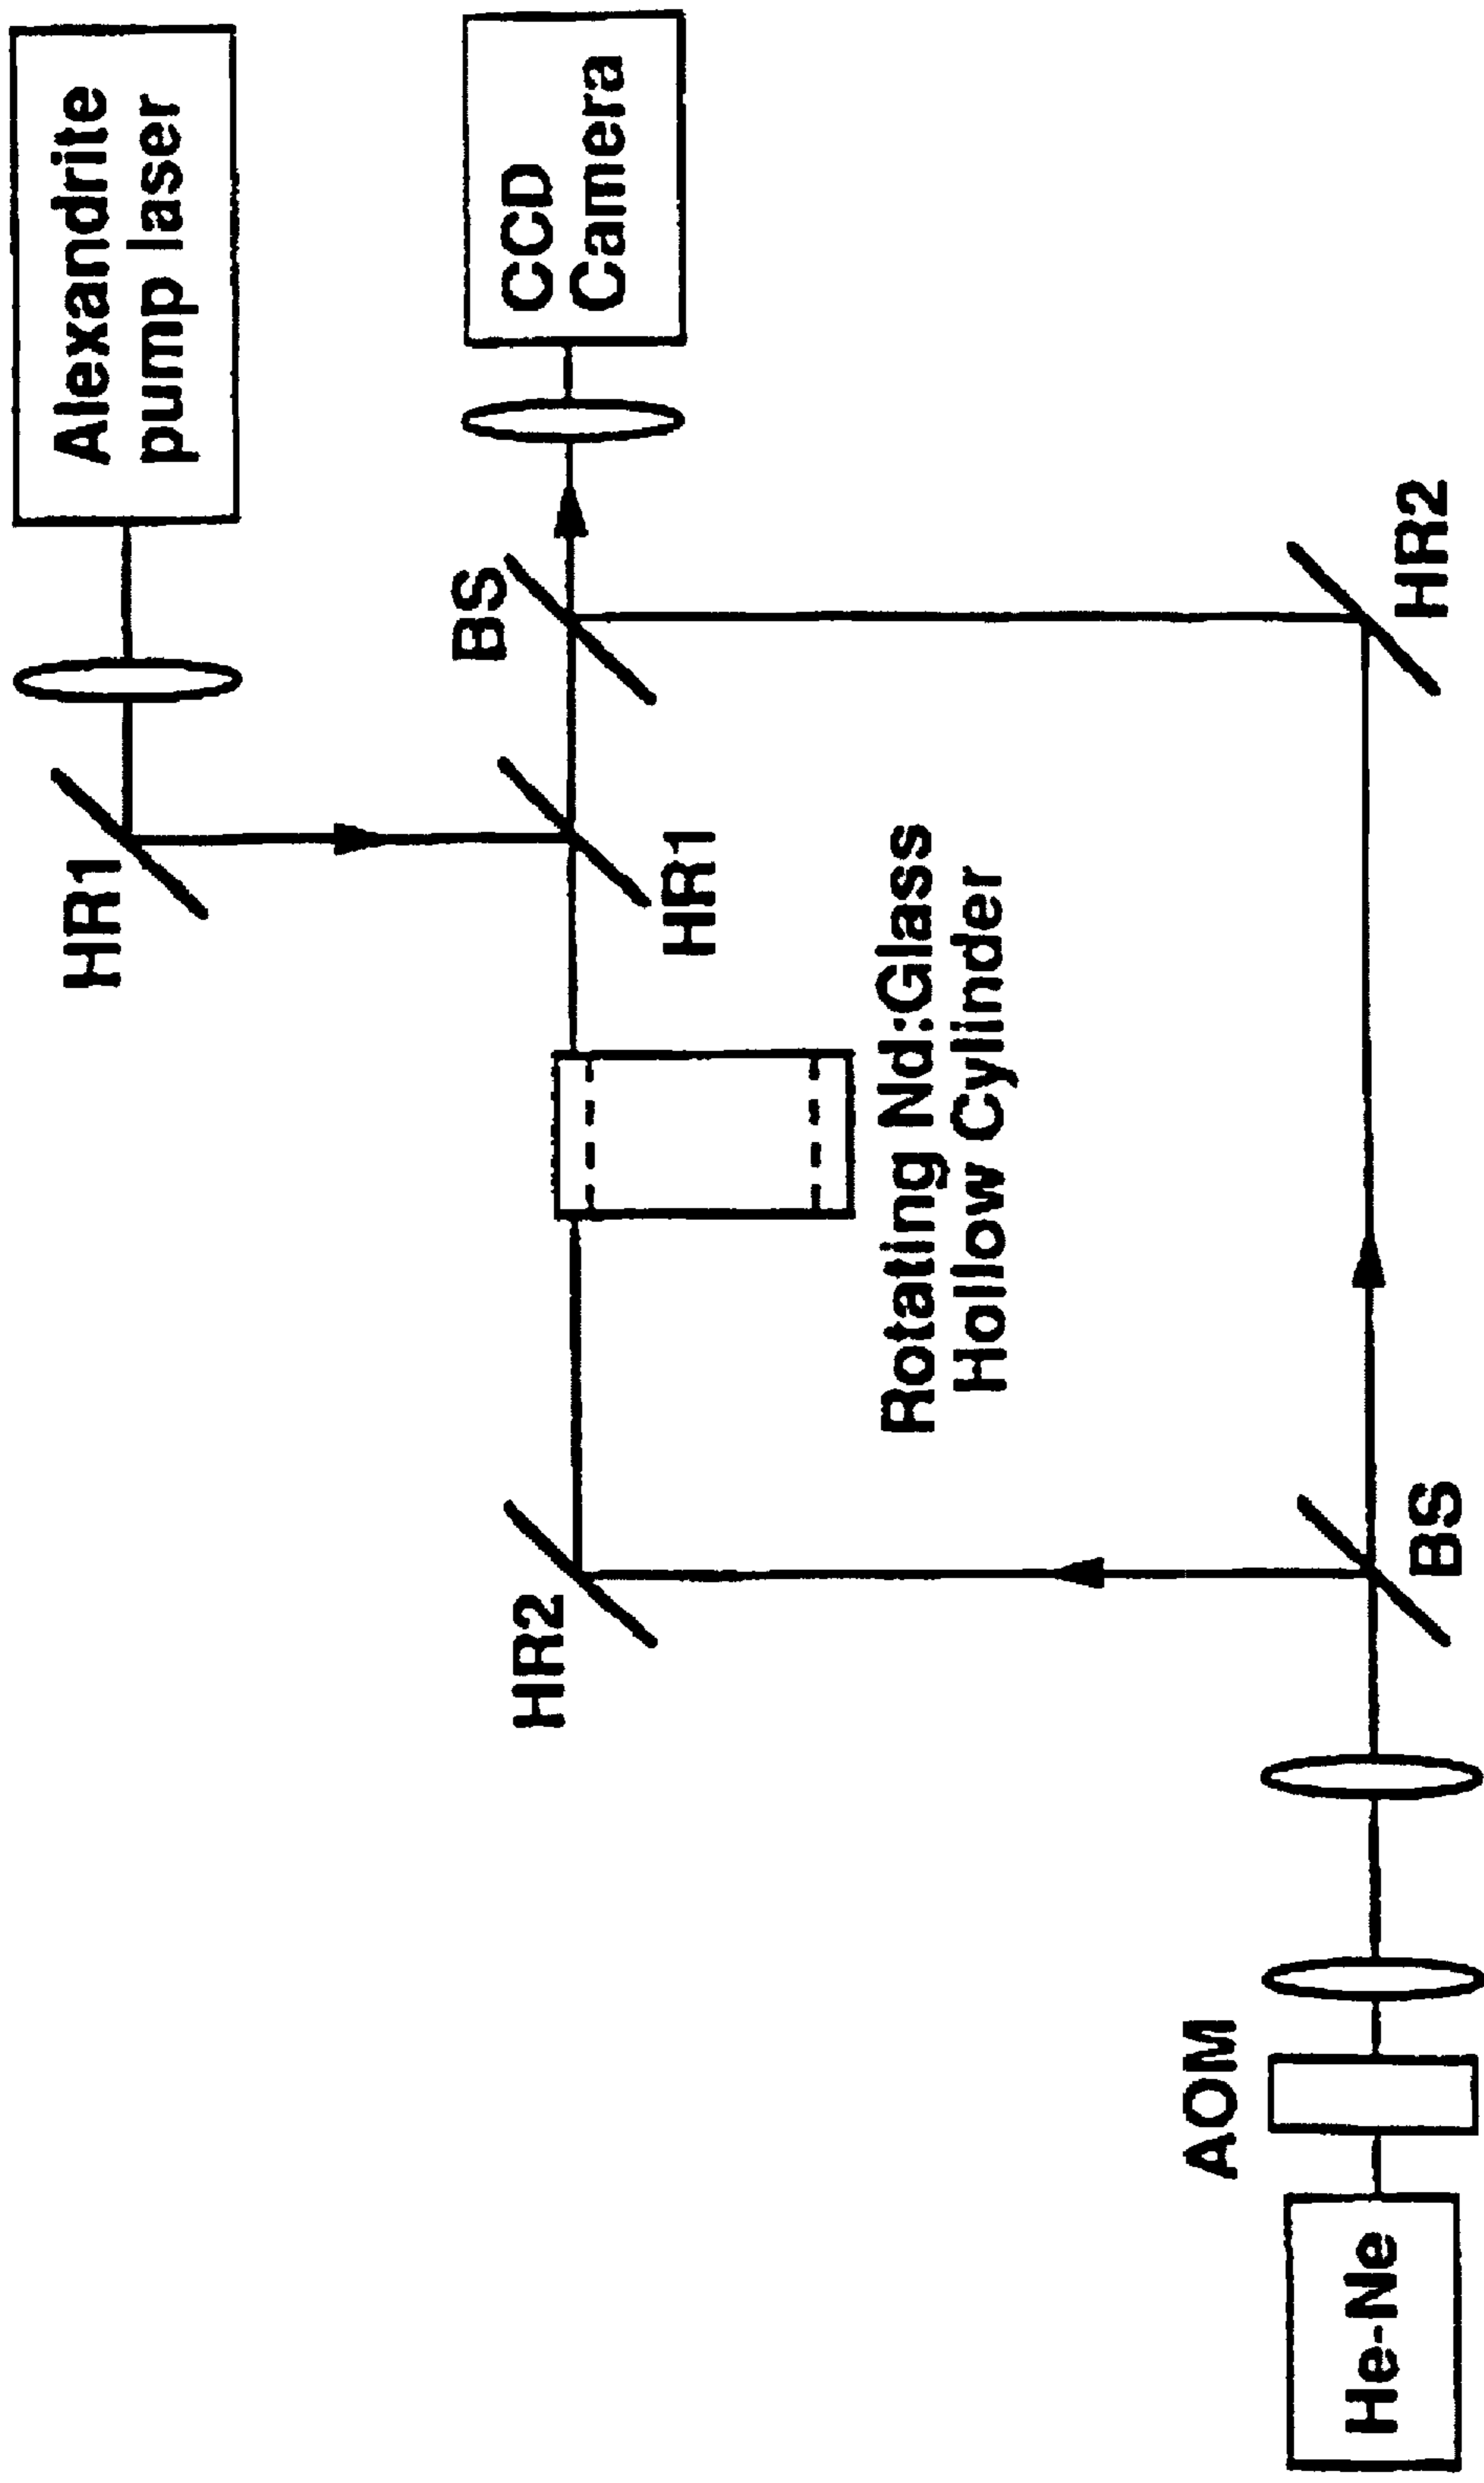 Alexandrite
pump laser
HR1
CCD
Camera
BS
HR1
Rotating Nd:Glass
Hollow Cylinder
HR2
HR2
BS
AOM
He-Ne